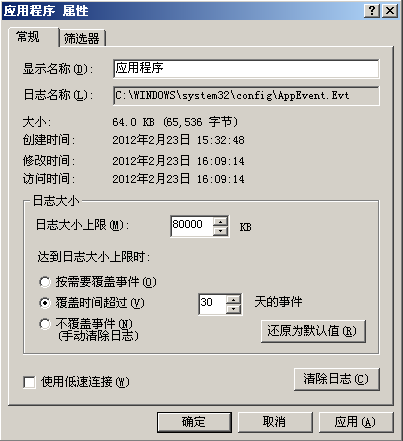 应用程序 属性
常规 筛选器
显示名称(D): 应用程序
日志名称(L): C:\WINDOWS\system32\config\AppEvent.Evt
大小: 64.0 KB (65,536 字节)
创建时间: 2012年2月23日 15:32:48
修改时间: 2012年2月23日 16:09:14
访问时间: 2012年2月23日 16:09:14
日志大小
日志大小上限(M): 80000 KB
达到日志大小上限时:
按需要覆盖事件(O)
覆盖时间超过(V) 30 天的事件
不覆盖事件(N)
(手动清除日志)
还原为默认值(R)
使用低速连接(W)
清除日志(C)
确定 取消 应用(A)